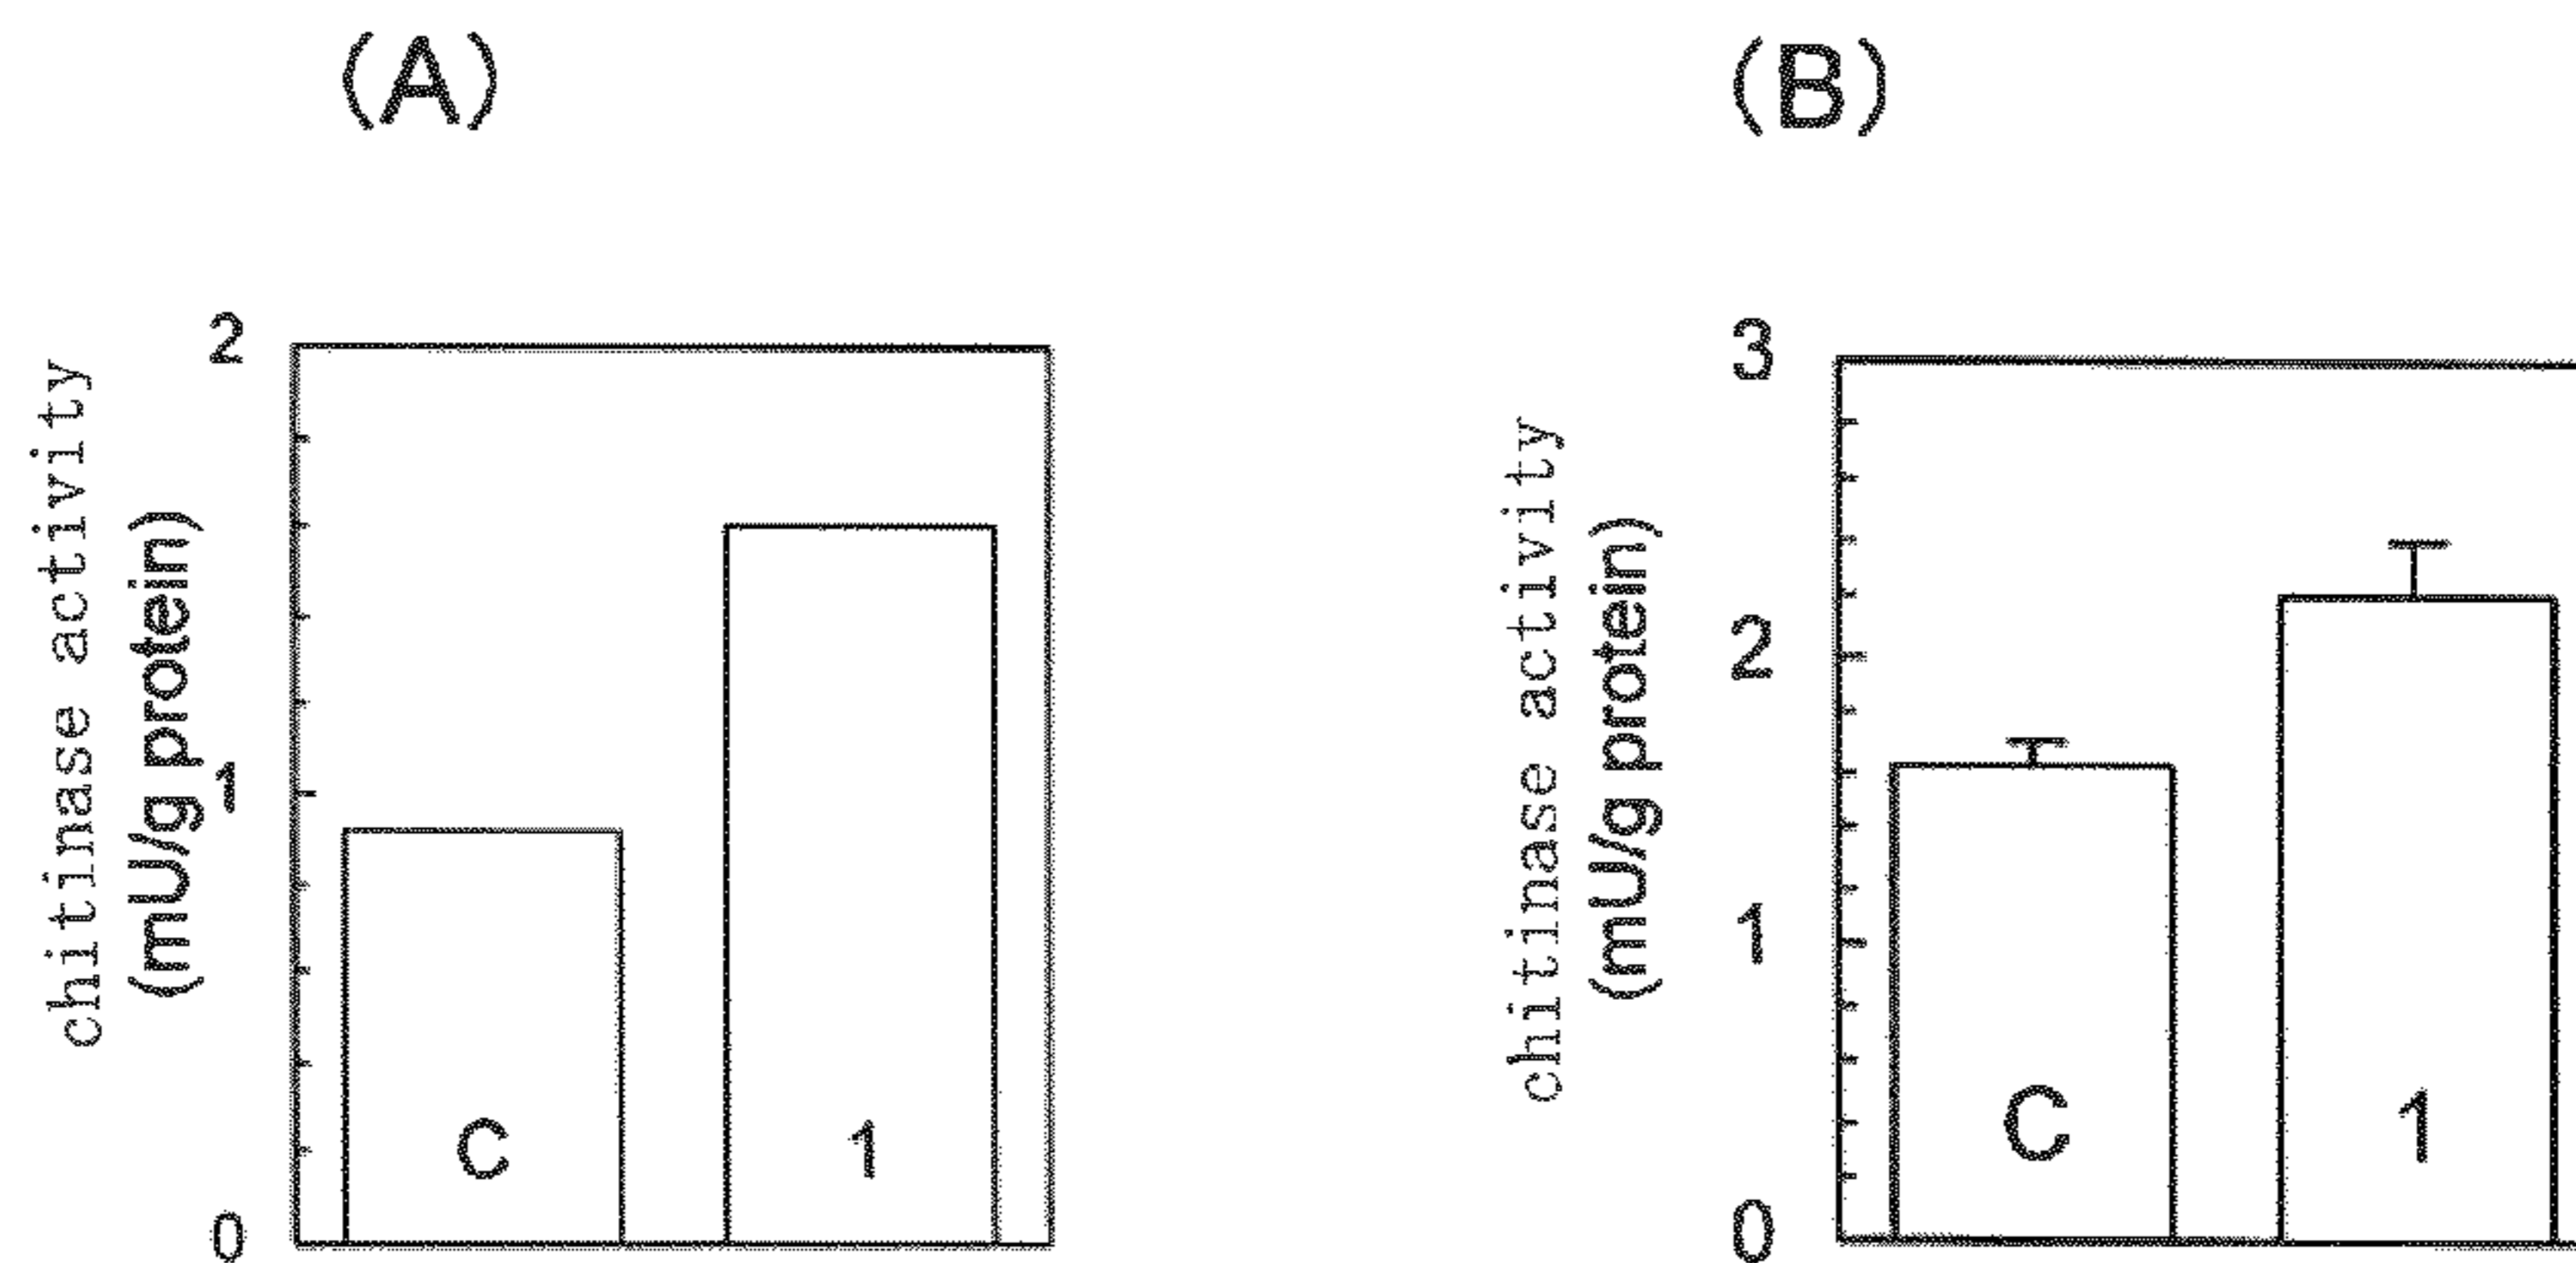 (A)
chitinase activity
(mU/g protein)
2
1
0
C
1
(B)
chitinase activity
(mU/g protein)
3
2
1
0
C
1